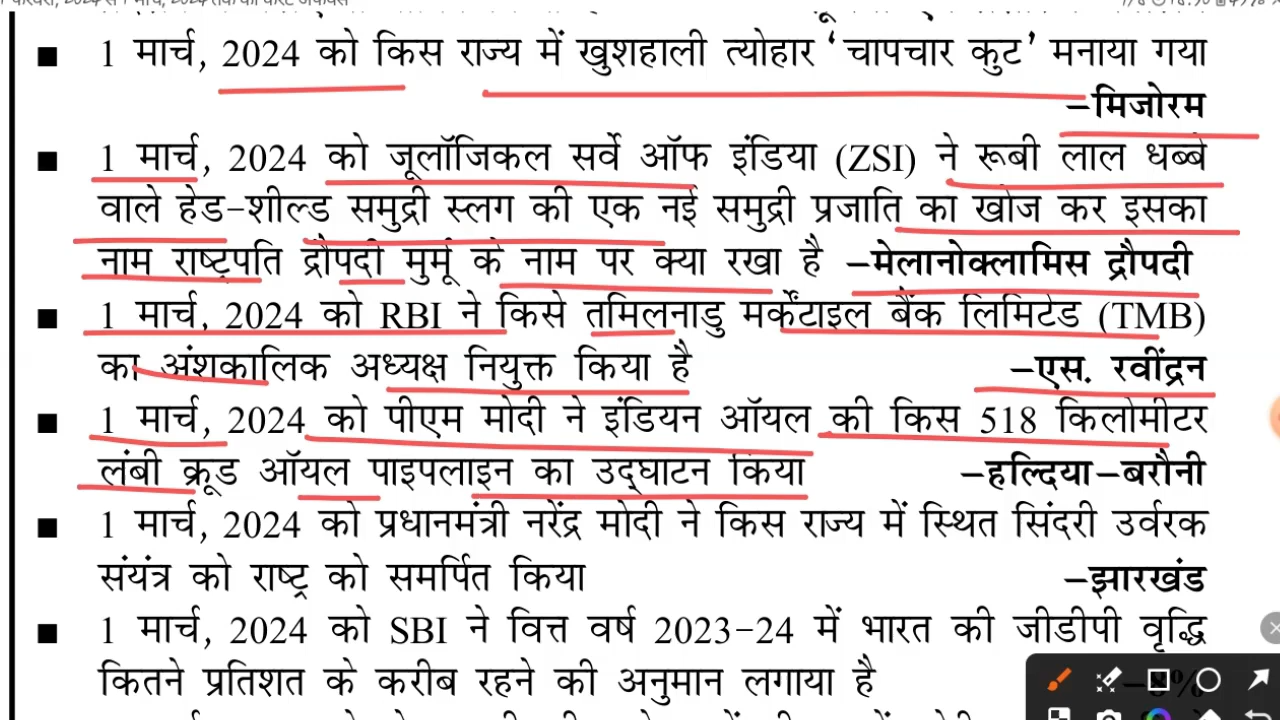 ■ 1 मार्च, 2024 को किस राज्य में खुशहाली त्योहार ‘चापचार कुट’ मनाया गया
–मिजोरम
■ 1 मार्च, 2024 को जूलॉजिकल सर्वे ऑफ इंडिया (ZSI) ने रूबी लाल धब्बे
वाले हेड-शील्ड समुद्री स्लग की एक नई समुद्री प्रजाति का खोज कर इसका
नाम राष्ट्रपति द्रौपदी मुर्मू के नाम पर क्या रखा है –मेलानोक्लामिस द्रौपदी
■ 1 मार्च, 2024 को RBI ने किसे तमिलनाडु मर्केंटाइल बैंक लिमिटेड (TMB)
का अंशकालिक अध्यक्ष नियुक्त किया है –एस. रवींद्रन
■ 1 मार्च, 2024 को पीएम मोदी ने इंडियन ऑयल की किस 518 किलोमीटर
लंबी क्रूड ऑयल पाइपलाइन का उद्घाटन किया –हल्दिया–बरौनी
■ 1 मार्च, 2024 को प्रधानमंत्री नरेंद्र मोदी ने किस राज्य में स्थित सिंदरी उर्वरक
संयंत्र को राष्ट्र को समर्पित किया –झारखंड
■ 1 मार्च, 2024 को SBI ने वित्त वर्ष 2023-24 में भारत की जीडीपी वृद्धि
कितने प्रतिशत के करीब रहने की अनुमान लगाया है –8%